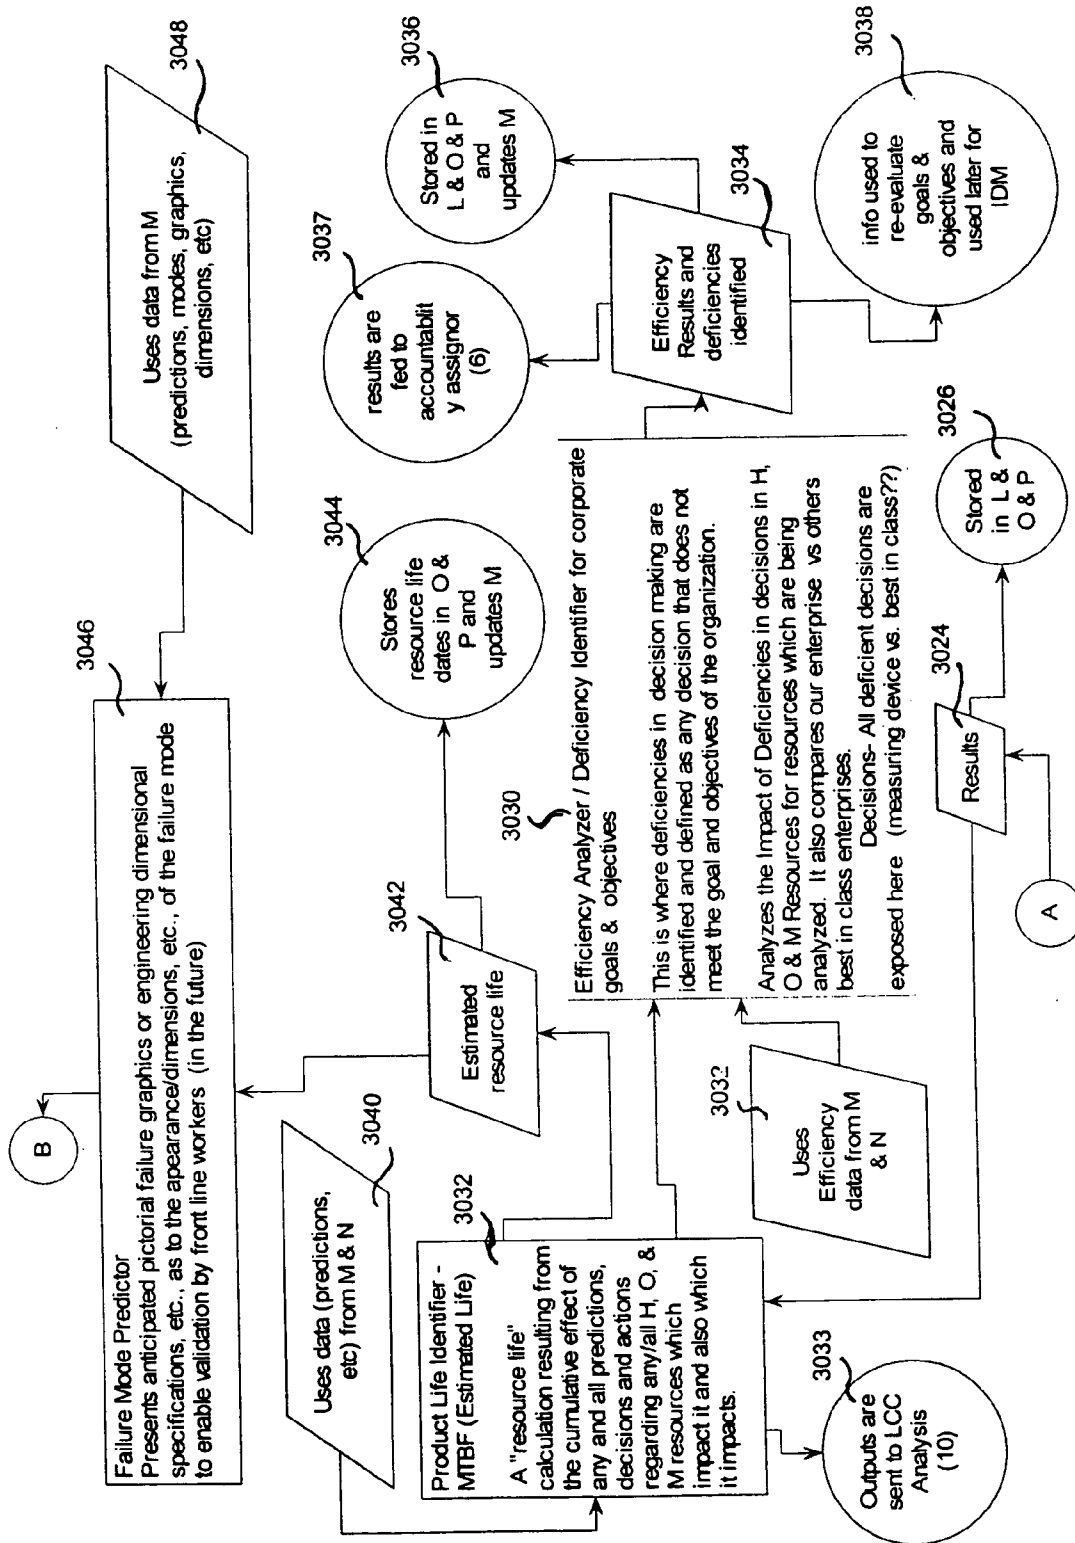 B
3046
Failure Mode Predictor
Presents anticipated pictorial failure graphics or engineering dimensional
specifications, etc., as to the apearance/dimensions, etc., of the failure mode
to enable validation by front line workers (in the future)
3048
Uses data from M
(predictions, modes, graphics,
dimensions, etc)
3040
Uses data (predictions,
etc) from M & N
3042
Estimated
resource life
3044
Stores
resource life
dates in O &
P and
updates M
3037
results are
fed to
accountablit
y assignor
(6)
3036
Stored in
L & O & P
and
updates M
3032
Product Life Identifier -
MTBF (Estimated Life)
A "resource life"
calculation resulting from
the cumulative effect of
any and all predictions,
decisions and actions
regarding any/all H, O, &
M resources which
impact it and also which
it impacts.
3030
Efficiency Analyzer / Deficiency Identifier for corporate
goals & objectives
This is where deficiencies in decision making are
identified and defined as any decision that does not
meet the goal and objectives of the organization.
Analyzes the Impact of Deficiencies in decisions in H,
O & M Resources for resources which are being
analyzed. It also compares our enterprise vs others
best in class enterprises.
Decisions- All deficient decisions are
exposed here (measuring device vs. best in class??)
3034
Efficiency
Results and
deficiencies
identified
3038
info used to
re-evaluate
goals &
objectives and
used later for
IDM
3032
Uses
Efficiency
data from M
& N
3033
Outputs are
sent to LCC
Analysis
(10)
3024
Results
3026
Stored
in L &
O & P
A